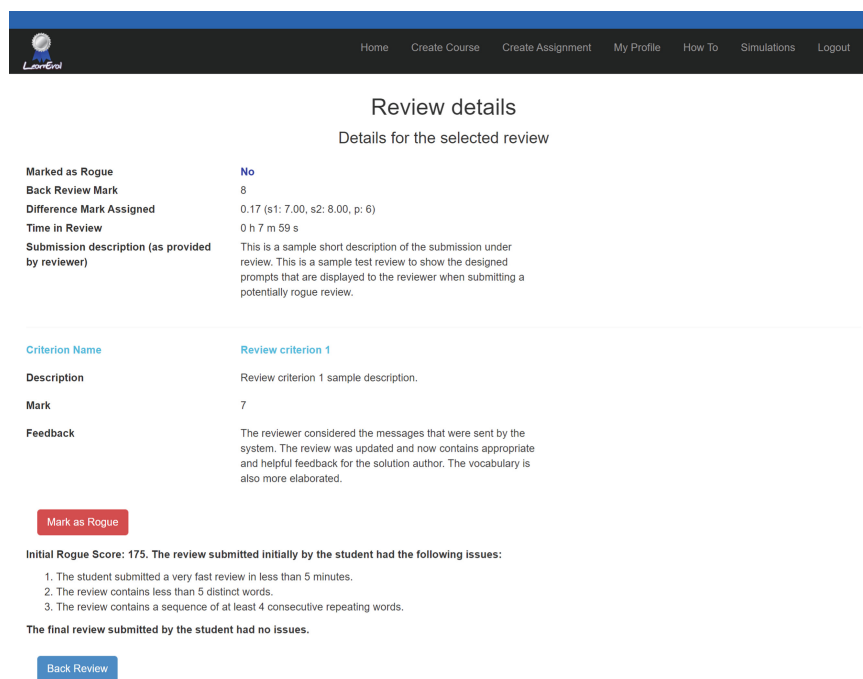 LearnEval
Home Create Course Create Assignment My Profile How To Simulations Logout
Review details
Details for the selected review
Marked as Rogue No
Back Review Mark 8
Difference Mark Assigned 0.17 (s1: 7.00, s2: 8.00, p: 6)
Time in Review 0 h 7 m 59 s
Submission description (as provided This is a sample short description of the submission under
by reviewer) review. This is a sample test review to show the designed
prompts that are displayed to the reviewer when submitting a
potentially rogue review.
Criterion Name Review criterion 1
Description Review criterion 1 sample description.
Mark 7
Feedback The reviewer considered the messages that were sent by the
system. The review was updated and now contains appropriate
and helpful feedback for the solution author. The vocabulary is
also more elaborated.
Mark as Rogue
Initial Rogue Score: 175. The review submitted initially by the student had the following issues:
1. The student submitted a very fast review in less than 5 minutes.
2. The review contains less than 5 distinct words.
3. The review contains a sequence of at least 4 consecutive repeating words.
The final review submitted by the student had no issues.
Back Review